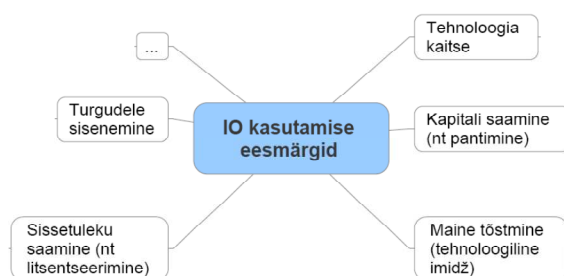 ...
Tehnoloogia
kaitse
Turgudele
sisenemine
IO kasutamise
eesmärgid
Kapitali saamine
(nt pantimine)
Sissetuleku
saamine (nt
litsentseerimine)
Maine tõstmine
(tehnoloogiline
imidž)